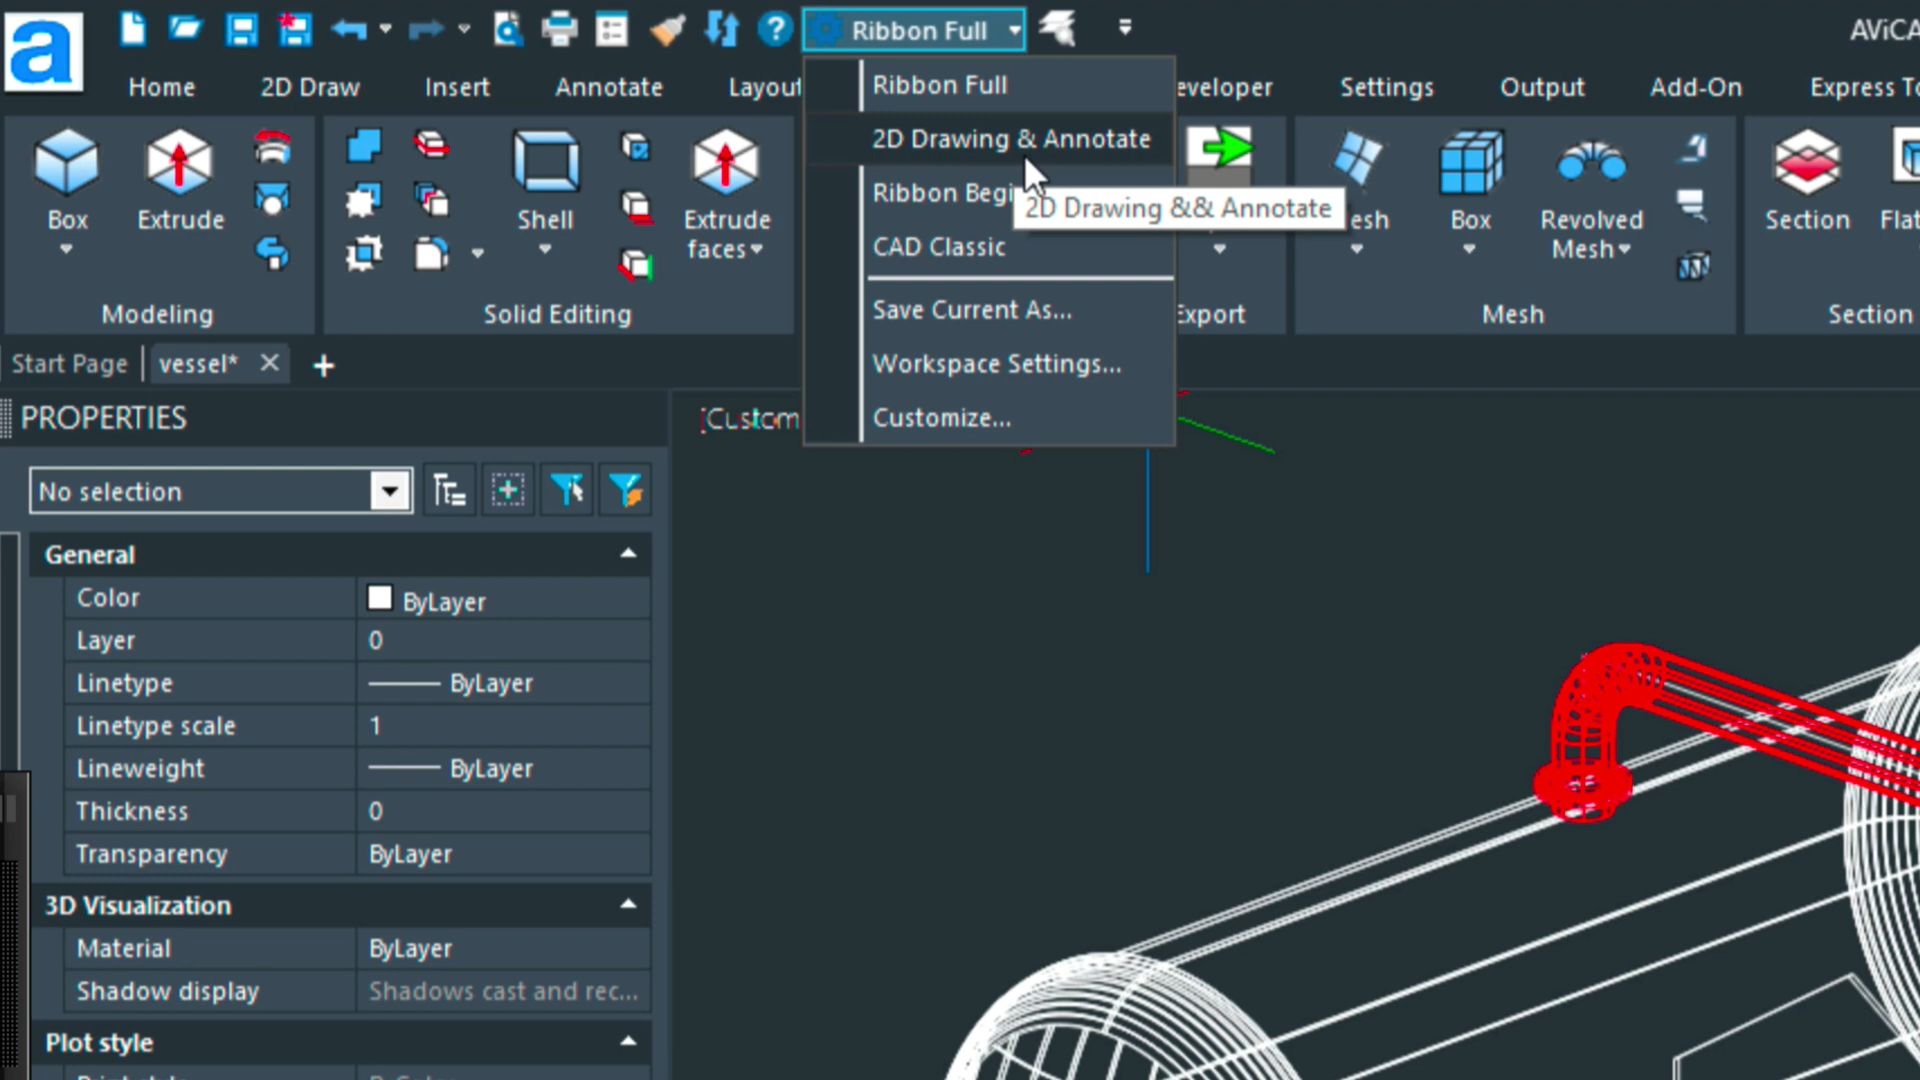 a
Ribbon Full
AViCA
Home
2D Draw
Insert
Annotate
Layout
eveloper
Settings
Output
Add-On
Express To
Ribbon Full
2D Drawing & Annotate
Ribbon Begi
2D Drawing && Annotate
CAD Classic
Save Current As...
Workspace Settings...
Customize...
Box
Extrude
Shell
Extrude
faces
esh
Box
Revolved
Mesh
Section
Flat
Modeling
Solid Editing
Export
Mesh
Section
Start Page
vessel*
PROPERTIES
[Custom
No selection
General
Color
ByLayer
Layer
0
Linetype
ByLayer
Linetype scale
1
Lineweight
ByLayer
Thickness
0
Transparency
ByLayer
3D Visualization
Material
ByLayer
Shadow display
Shadows cast and rec...
Plot style